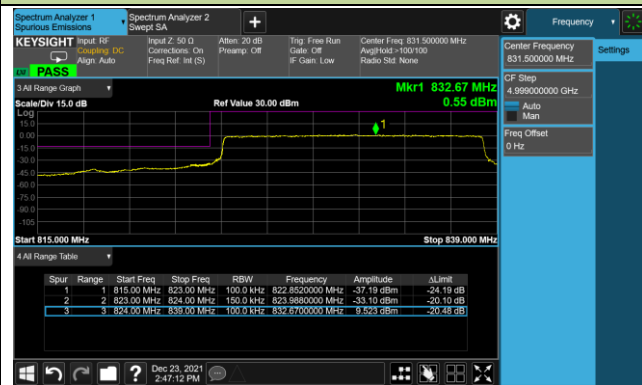 Spectrum Analyzer 1
Spurious Emissions
Spectrum Analyzer 2
Swept SA
Frequency
KEYSIGHT
Input: RF
Coupling: DC
Align: Auto
Input Z: 50 Ω
Corrections: On
Freq Ref: Int (S)
Atten: 20 dB
Preamp: Off
Trig: Free Run
Gate: Off
IF Gain: Low
Center Freq: 831.500000 MHz
Avg|Hold:>100/100
Radio Std: None
PASS
Center Frequency
831.500000 MHz
Settings
CF Step
4.999000000 GHz
Auto
Man
Freq Offset
0 Hz
3 All Range Graph
Mkr1 832.67 MHz
0.55 dBm
Scale/Div 15.0 dB
Ref Value 30.00 dBm
Log
15.0
0.00
-15.0
-30.0
-45.0
-60.0
-75.0
-90.0
-105
1
Start 815.000 MHz
Stop 839.000 MHz
4 All Range Table
Spur Range Start Freq Stop Freq RBW Frequency Amplitude ΔLimit
1 1 815.00 MHz 823.00 MHz 100.0 kHz 822.8520000 MHz -37.19 dBm -24.19 dB
2 2 823.00 MHz 824.00 MHz 150.0 kHz 823.9880000 MHz -33.10 dBm -20.10 dB
3 3 824.00 MHz 839.00 MHz 100.0 kHz 832.6700000 MHz 9.523 dBm -20.48 dB
Dec 23, 2021
2:47:12 PM